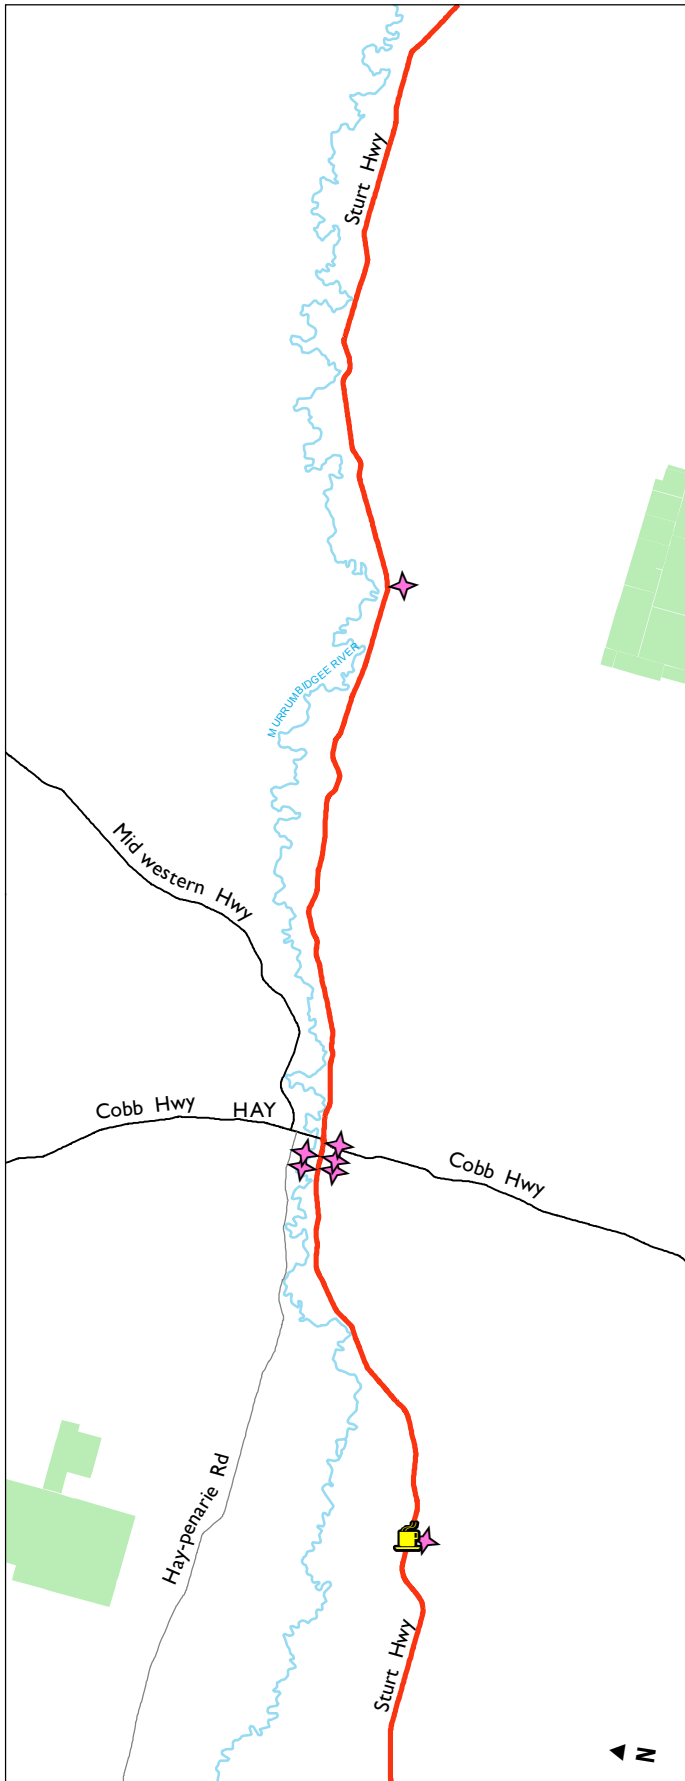 Sturt Hwy
MURRUMBIDGEE RIVER
Mid western Hwy
Cobb Hwy
HAY
Cobb Hwy
Hay-penarie Rd
Sturt Hwy
N